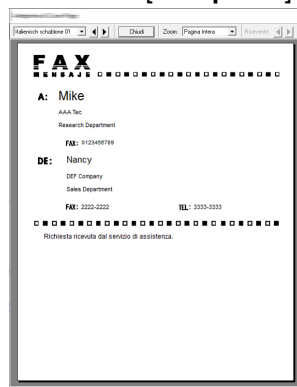 Italienisch schablone 01 Chiudi Zoom: Pagina Intera Ricevente:
FAX
MENSAJE
A: Mike
AAA Tec
Research Department
FAX: 0123456789
DE: Nancy
DEF Company
Sales Department
FAX: 2222-2222 TEL: 3333-3333
Richiesta ricevuta dal servizio di assistenza.